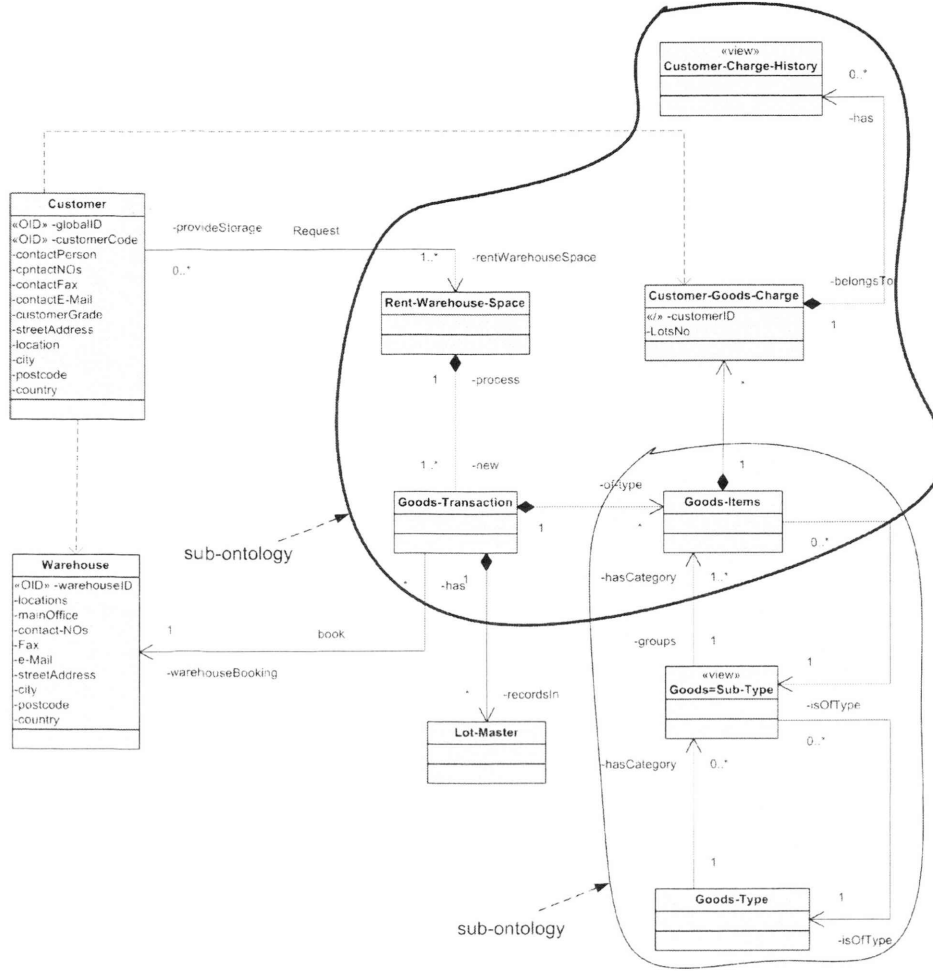 «view»
Customer-Charge-History
0..*
-has
Customer
«OID» -globalID
«OID» -customerCode
-contactPerson
-cpntactNOs
-contactFax
-contactE-Mail
-customerGrade
-streetAddress
-location
-city
-postcode
-country
-provideStorage
Request
0..*
1..*
-rentWarehouseSpace
Rent-Warehouse-Space
-belongsTo
Customer-Goods-Charge
«/» -customerID
-LotsNo
1
1
-process
*
1..*
-new
1
-of-type
Goods-Transaction
1
*
Goods-Items
sub-ontology
0..*
Warehouse
«OID» -warehouseID
-locations
-mainOffice
-contact-NOs
-Fax
-e-Mail
-streetAddress
-city
-postcode
-country
*
-has
1
-hasCategory
1..*
1
book
-warehouseBooking
-groups
1
1
«view»
Goods=Sub-Type
-isOfType
*
-recordsIn
Lot-Master
0..*
-hasCategory
0..*
1
Goods-Type
1
-isOfType
sub-ontology